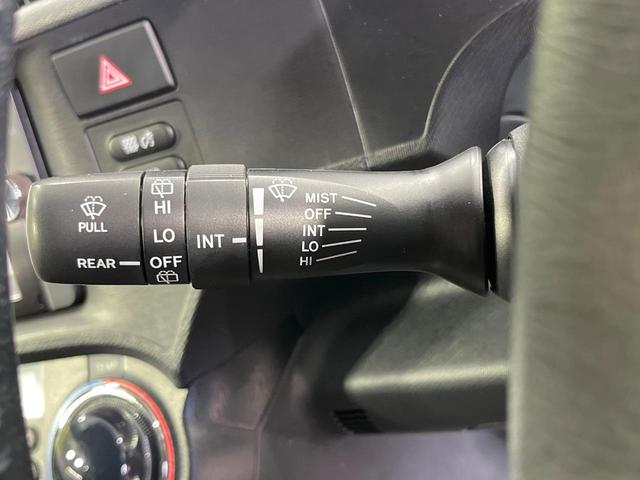 PULL
REAR
HI
LO
OFF
INT
MIST
OFF
INT
LO
HI